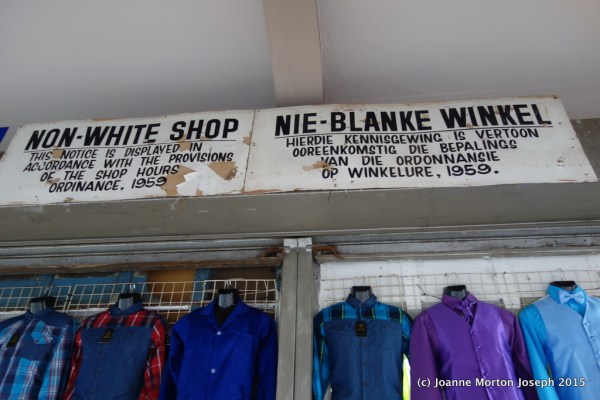 NON-WHITE SHOP
THIS NOTICE IS DISPLAYED IN
ACCORDANCE WITH THE PROVISIONS
OF THE SHOP HOURS
ORDINANCE, 1959
NIE-BLANKE WINKEL
HIERDIE KENNISGEWING IS VERTOON
OOREENKOMSTIG DIE BEPALINGS
VAN DIE ORDONNANSIE
OP WINKELURE, 1959.
(c) Joanne Morton Joseph 2015